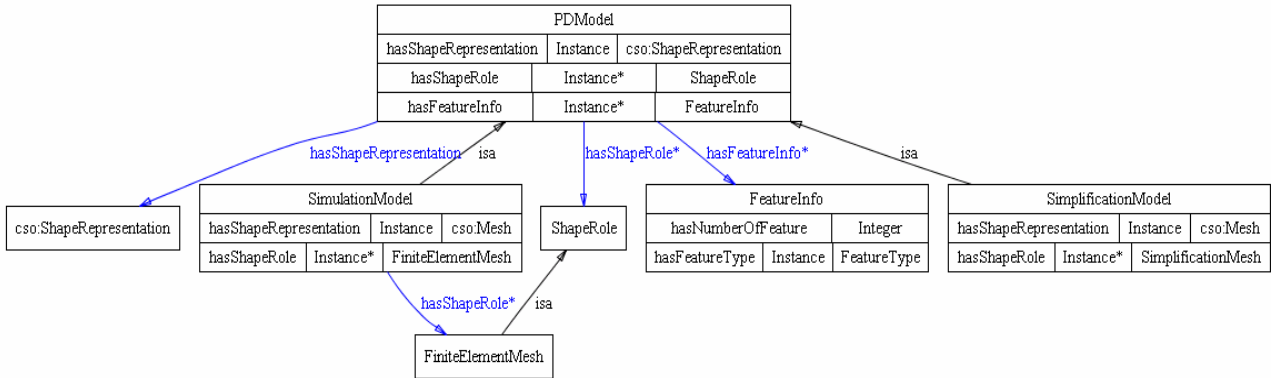 PDModel
hasShapeRepresentation Instance cso:ShapeRepresentation
hasShapeRole Instance* ShapeRole
hasFeatureInfo Instance* FeatureInfo
hasShapeRepresentation isa hasShapeRole* hasFeatureInfo* isa
cso:ShapeRepresentation
SimulationModel
hasShapeRepresentation Instance cso:Mesh
hasShapeRole Instance* FiniteElementMesh
ShapeRole
FeatureInfo
hasNumberOfFeature Integer
hasFeatureType Instance FeatureType
SimplificationModel
hasShapeRepresentation Instance cso:Mesh
hasShapeRole Instance* SimplificationMesh
hasShapeRole* isa
FiniteElementMesh